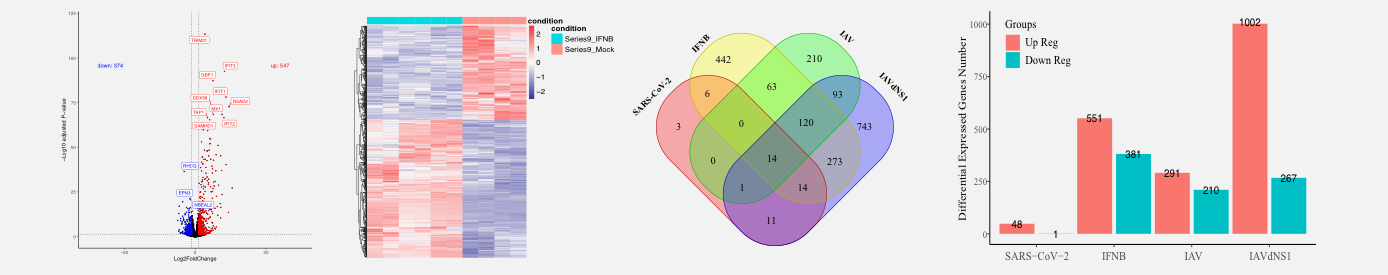 125
100
75
50
25
0
−Log10 adjusted P−value
down: 374
up: 547
TRIM21
IFIT3
GBP1
IFIT1
DDX58
RSAD2
TAP1
MX1
SAMHD1
IFIT2
RHCG
EPN3
NBEAL2
−20
0
20
Log2FoldChange
condition
2
1
0
−1
−2
condition
Series9_IFNB
Series9_Mock
SARS-CoV-2
IFNB
IAV
IAVdNS1
442
210
6
63
93
3
0
120
743
0
14
273
1
14
11
Differential Expressed Genes Number
1000
750
500
250
0
Groups
Up Reg
Down Reg
48
1
551
381
291
210
1002
267
SARS−CoV−2
IFNB
IAV
IAVdNS1